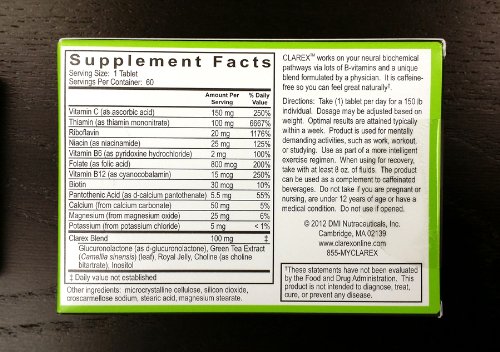 Supplement Facts
Serving Size: 1 Tablet
Servings Per Container: 60
Amount Per Serving % Daily Value
Vitamin C (as ascorbic acid) 150 mg 250%
Thiamin (as thiamin mononitrate) 100 mg 6667%
Riboflavin 20 mg 1176%
Niacin (as niacinamide) 25 mg 125%
Vitamin B6 (as pyridoxine hydrochloride) 2 mg 100%
Folate (as folic acid) 800 mcg 200%
Vitamin B12 (as cyanocobalamin) 15 mcg 250%
Biotin 30 mcg 10%
Pantothenic Acid (as d-calcium pantothenate) 5.5 mg 55%
Calcium (from calcium carbonate) 50 mg 5%
Magnesium (from magnesium oxide) 25 mg 6%
Potassium (from potassium chloride) 5 mg < 1%
Clarex Blend 100 mg ‡
Glucuronolactone (as d-glucuronolactone), Green Tea Extract
(Camellia sinensis) (leaf), Royal Jelly, Choline (as choline
bitartrate), Inositol
‡ Daily value not established
Other ingredients: microcrystalline cellulose, silicon dioxide,
croscarmellose sodium, stearic acid, magnesium stearate.
CLAREX™ works on your neural biochemical
pathways via lots of B-vitamins and a unique
blend formulated by a physician. It is caffeine-
free so you can feel great naturally†.
Directions: Take (1) tablet per day for a 150 lb
individual. Dosage may be adjusted based on
weight. Optimal results are attained typically
within a week. Product is used for mentally
demanding activities, such as work, workout,
or studying. Use as part of a more intelligent
exercise regimen. When using for recovery,
take with at least 8 oz. of fluids. The product
can be used as a complement to caffeinated
beverages. Do not take if you are pregnant or
nursing, are under 12 years of age or have a
medical condition. Do not use if opened.
© 2012 DMI Nutraceuticals, Inc.
Cambridge, MA 02139
www.clarexonline.com
855-MYCLAREX
†These statements have not been evaluated
by the Food and Drug Administration. This
product is not intended to diagnose, treat,
cure, or prevent any disease.